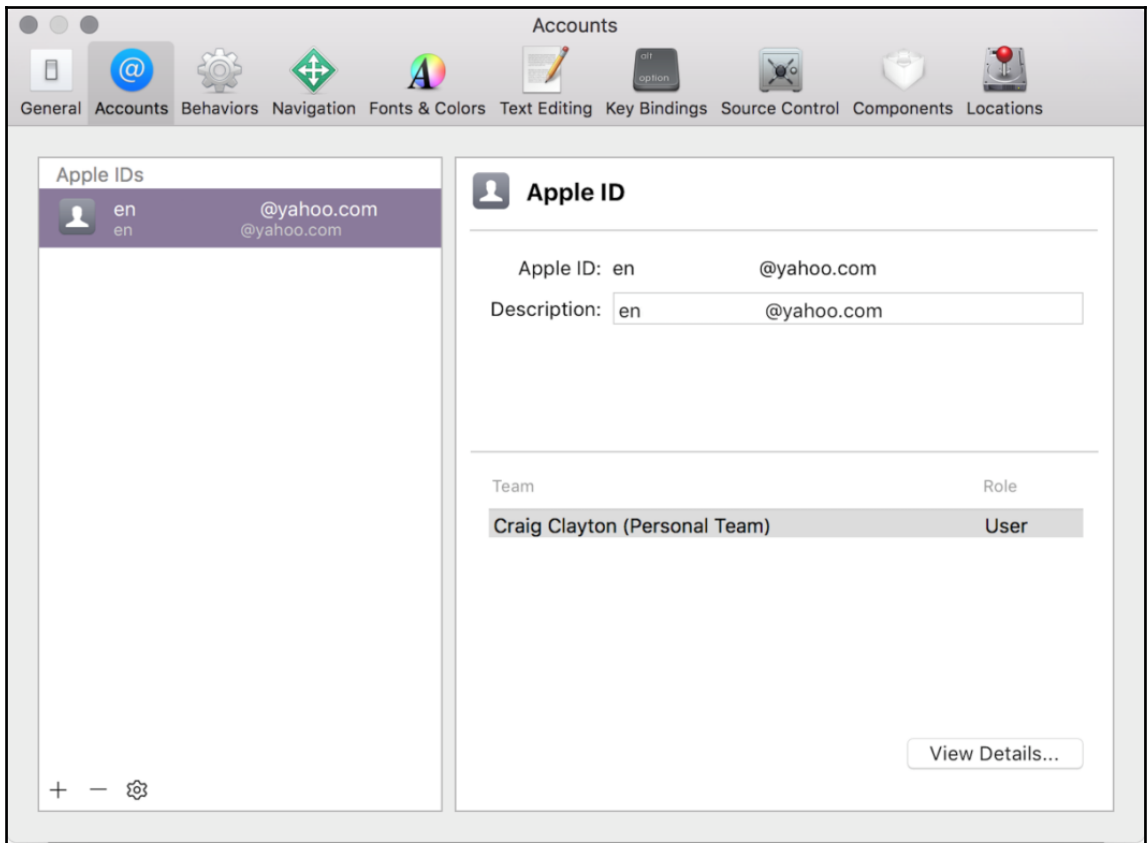 Accounts
alt
option
General Accounts Behaviors Navigation Fonts & Colors Text Editing Key Bindings Source Control Components Locations
Apple IDs
en @yahoo.com
en @yahoo.com
Apple ID
Apple ID: en @yahoo.com
Description: en @yahoo.com
Team Role
Craig Clayton (Personal Team) User
View Details...